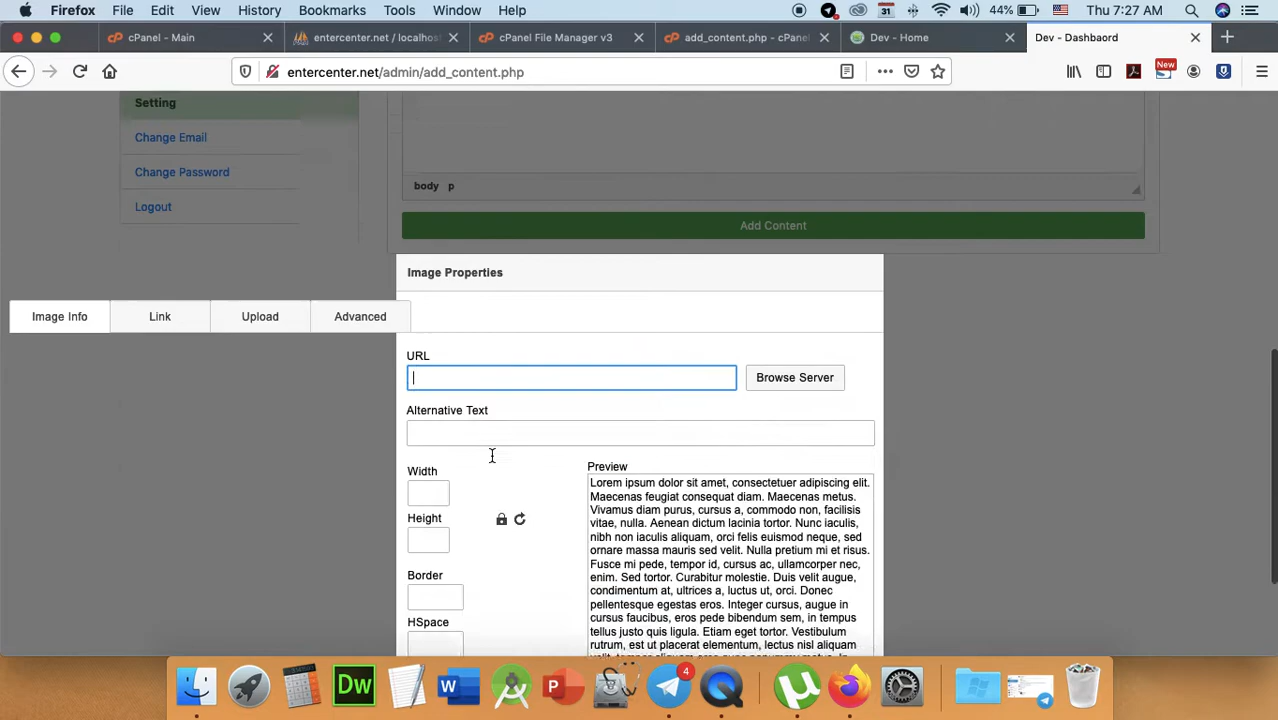 Firefox File Edit View History Bookmarks Tools Window Help 31 44% Thu 7:27 AM
cPanel - Main entercenter.net / localhos cPanel File Manager v3 add_content.php - cPane Dev - Home Dev - Dashbaord
entercenter.net/admin/add_content.php New
Setting
Change Email
Change Password
Logout
body p
Add Content
Image Properties
Image Info Link Upload Advanced
URL
Browse Server
Alternative Text
Width
Height
Border
HSpace
Preview
Lorem ipsum dolor sit amet, consectetuer adipiscing elit.
Maecenas feugiat consequat diam. Maecenas metus.
Vivamus diam purus, cursus a, commodo non, facilisis
vitae, nulla. Aenean dictum lacinia tortor. Nunc iaculis,
nibh non iaculis aliquam, orci felis euismod neque, sed
ornare massa mauris sed velit. Nulla pretium mi et risus.
Fusce mi pede, tempor id, cursus ac, ullamcorper nec,
enim. Sed tortor. Curabitur molestie. Duis velit augue,
condimentum at, ultrices a, luctus ut, orci. Donec
pellentesque egestas eros. Integer cursus, augue in
cursus faucibus, eros pede bibendum sem, in tempus
tellus justo quis ligula. Etiam eget tortor. Vestibulum
rutrum, est ut placerat elementum, lectus nisl aliquam
Dw W P 4